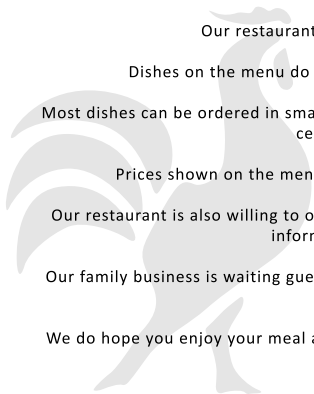 Our restaurant
Dishes on the menu do
Most dishes can be ordered in
Prices shown on the
Our restaurant is also willing to
Our family business is waiting
We do hope you enjoy your meal